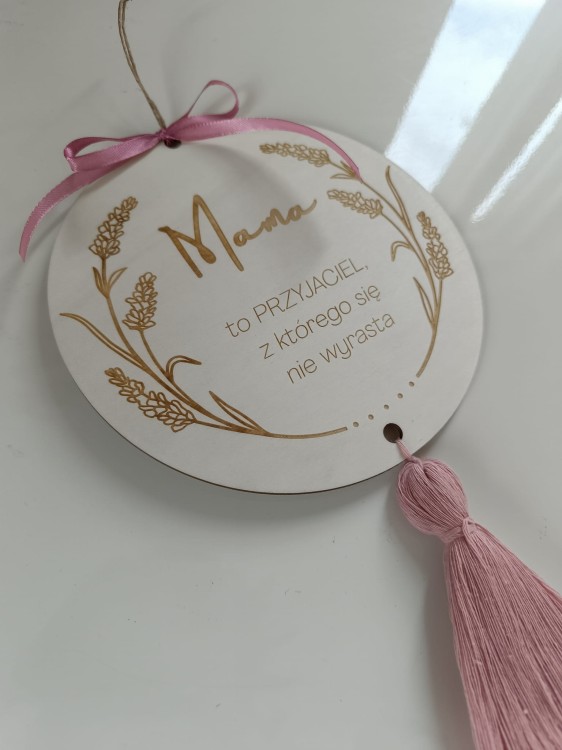 Mama
to PRZYJACIEL,
z którego się
nie wyrasta